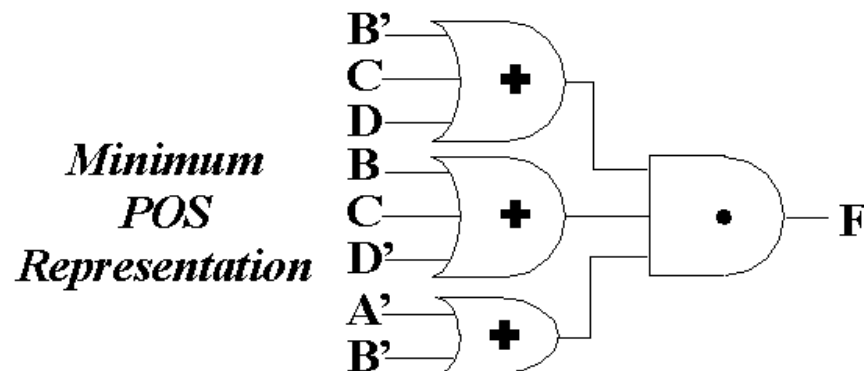 B’
C
D
Minimum
POS
Representation
B
C
D’
A’
B’
F